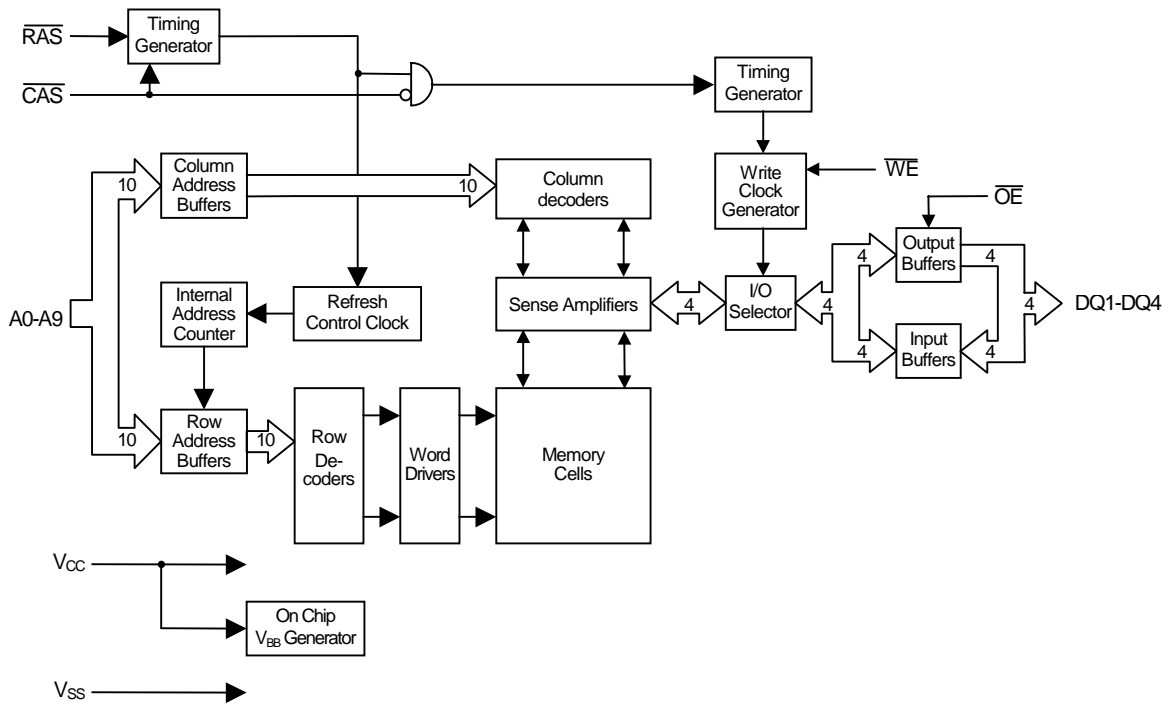 RAS
Timing
Generator
CAS
Timing
Generator
10
Column
Address
Buffers
10
Column
decoders
Write
Clock
Generator
WE
OE
4
Output
Buffers
4
A0-A9
Internal
Address
Counter
Refresh
Control Clock
Sense Amplifiers
4
I/O
Selector
4
4
DQ1-DQ4
4
Input
Buffers
4
10
Row
Address
Buffers
10
Row
De-
coders
Word
Drivers
Memory
Cells
VCC
On Chip
VBB Generator
VSS